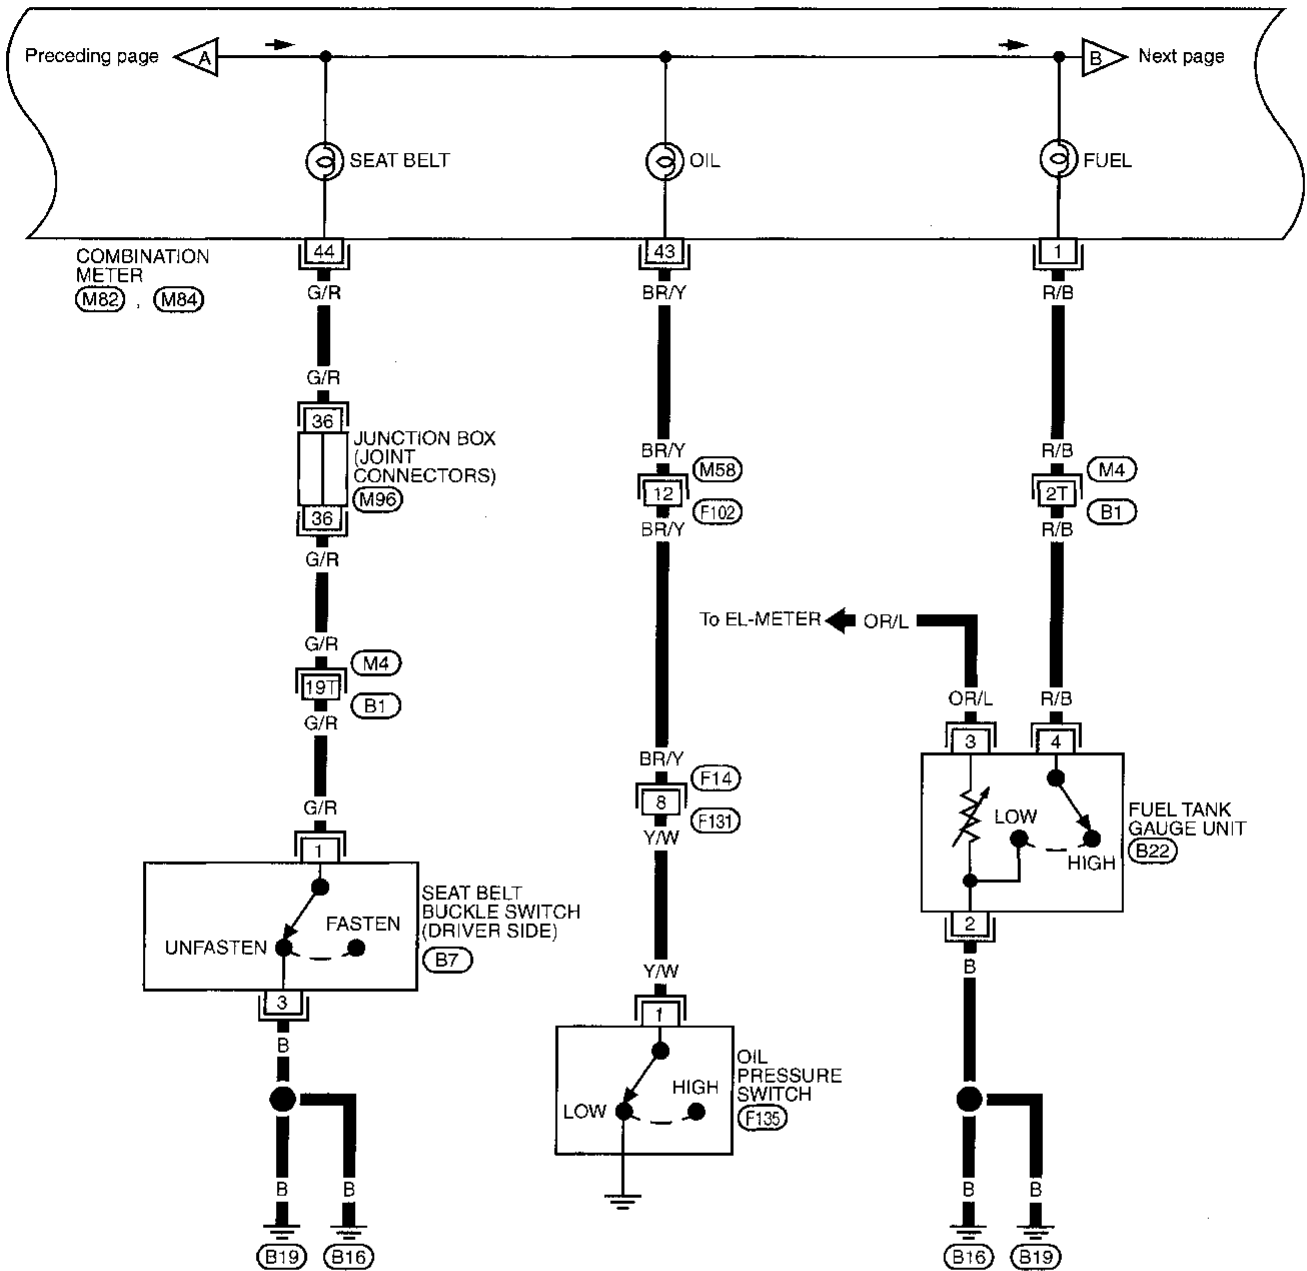 Preceding page
A
B
Next page
SEAT BELT
OIL
FUEL
44
43
1
COMBINATION
METER
M82 , M84
G/R
BR/Y
R/B
G/R
36
JUNCTION BOX
(JOINT
CONNECTORS)
M96
36
G/R
BR/Y
M58
12
F102
BR/Y
R/B
M4
2T
B1
R/B
To EL-METER
OR/L
G/R
M4
19T
B1
G/R
OR/L
R/B
3
4
BR/Y
F14
8
F131
Y/W
LOW
HIGH
FUEL TANK
GAUGE UNIT
B22
2
B
G/R
1
SEAT BELT
BUCKLE SWITCH
(DRIVER SIDE)
B7
FASTEN
UNFASTEN
3
B
Y/W
1
OIL
PRESSURE
SWITCH
F135
HIGH
LOW
B
B
B
B
B19
B16
B16
B19